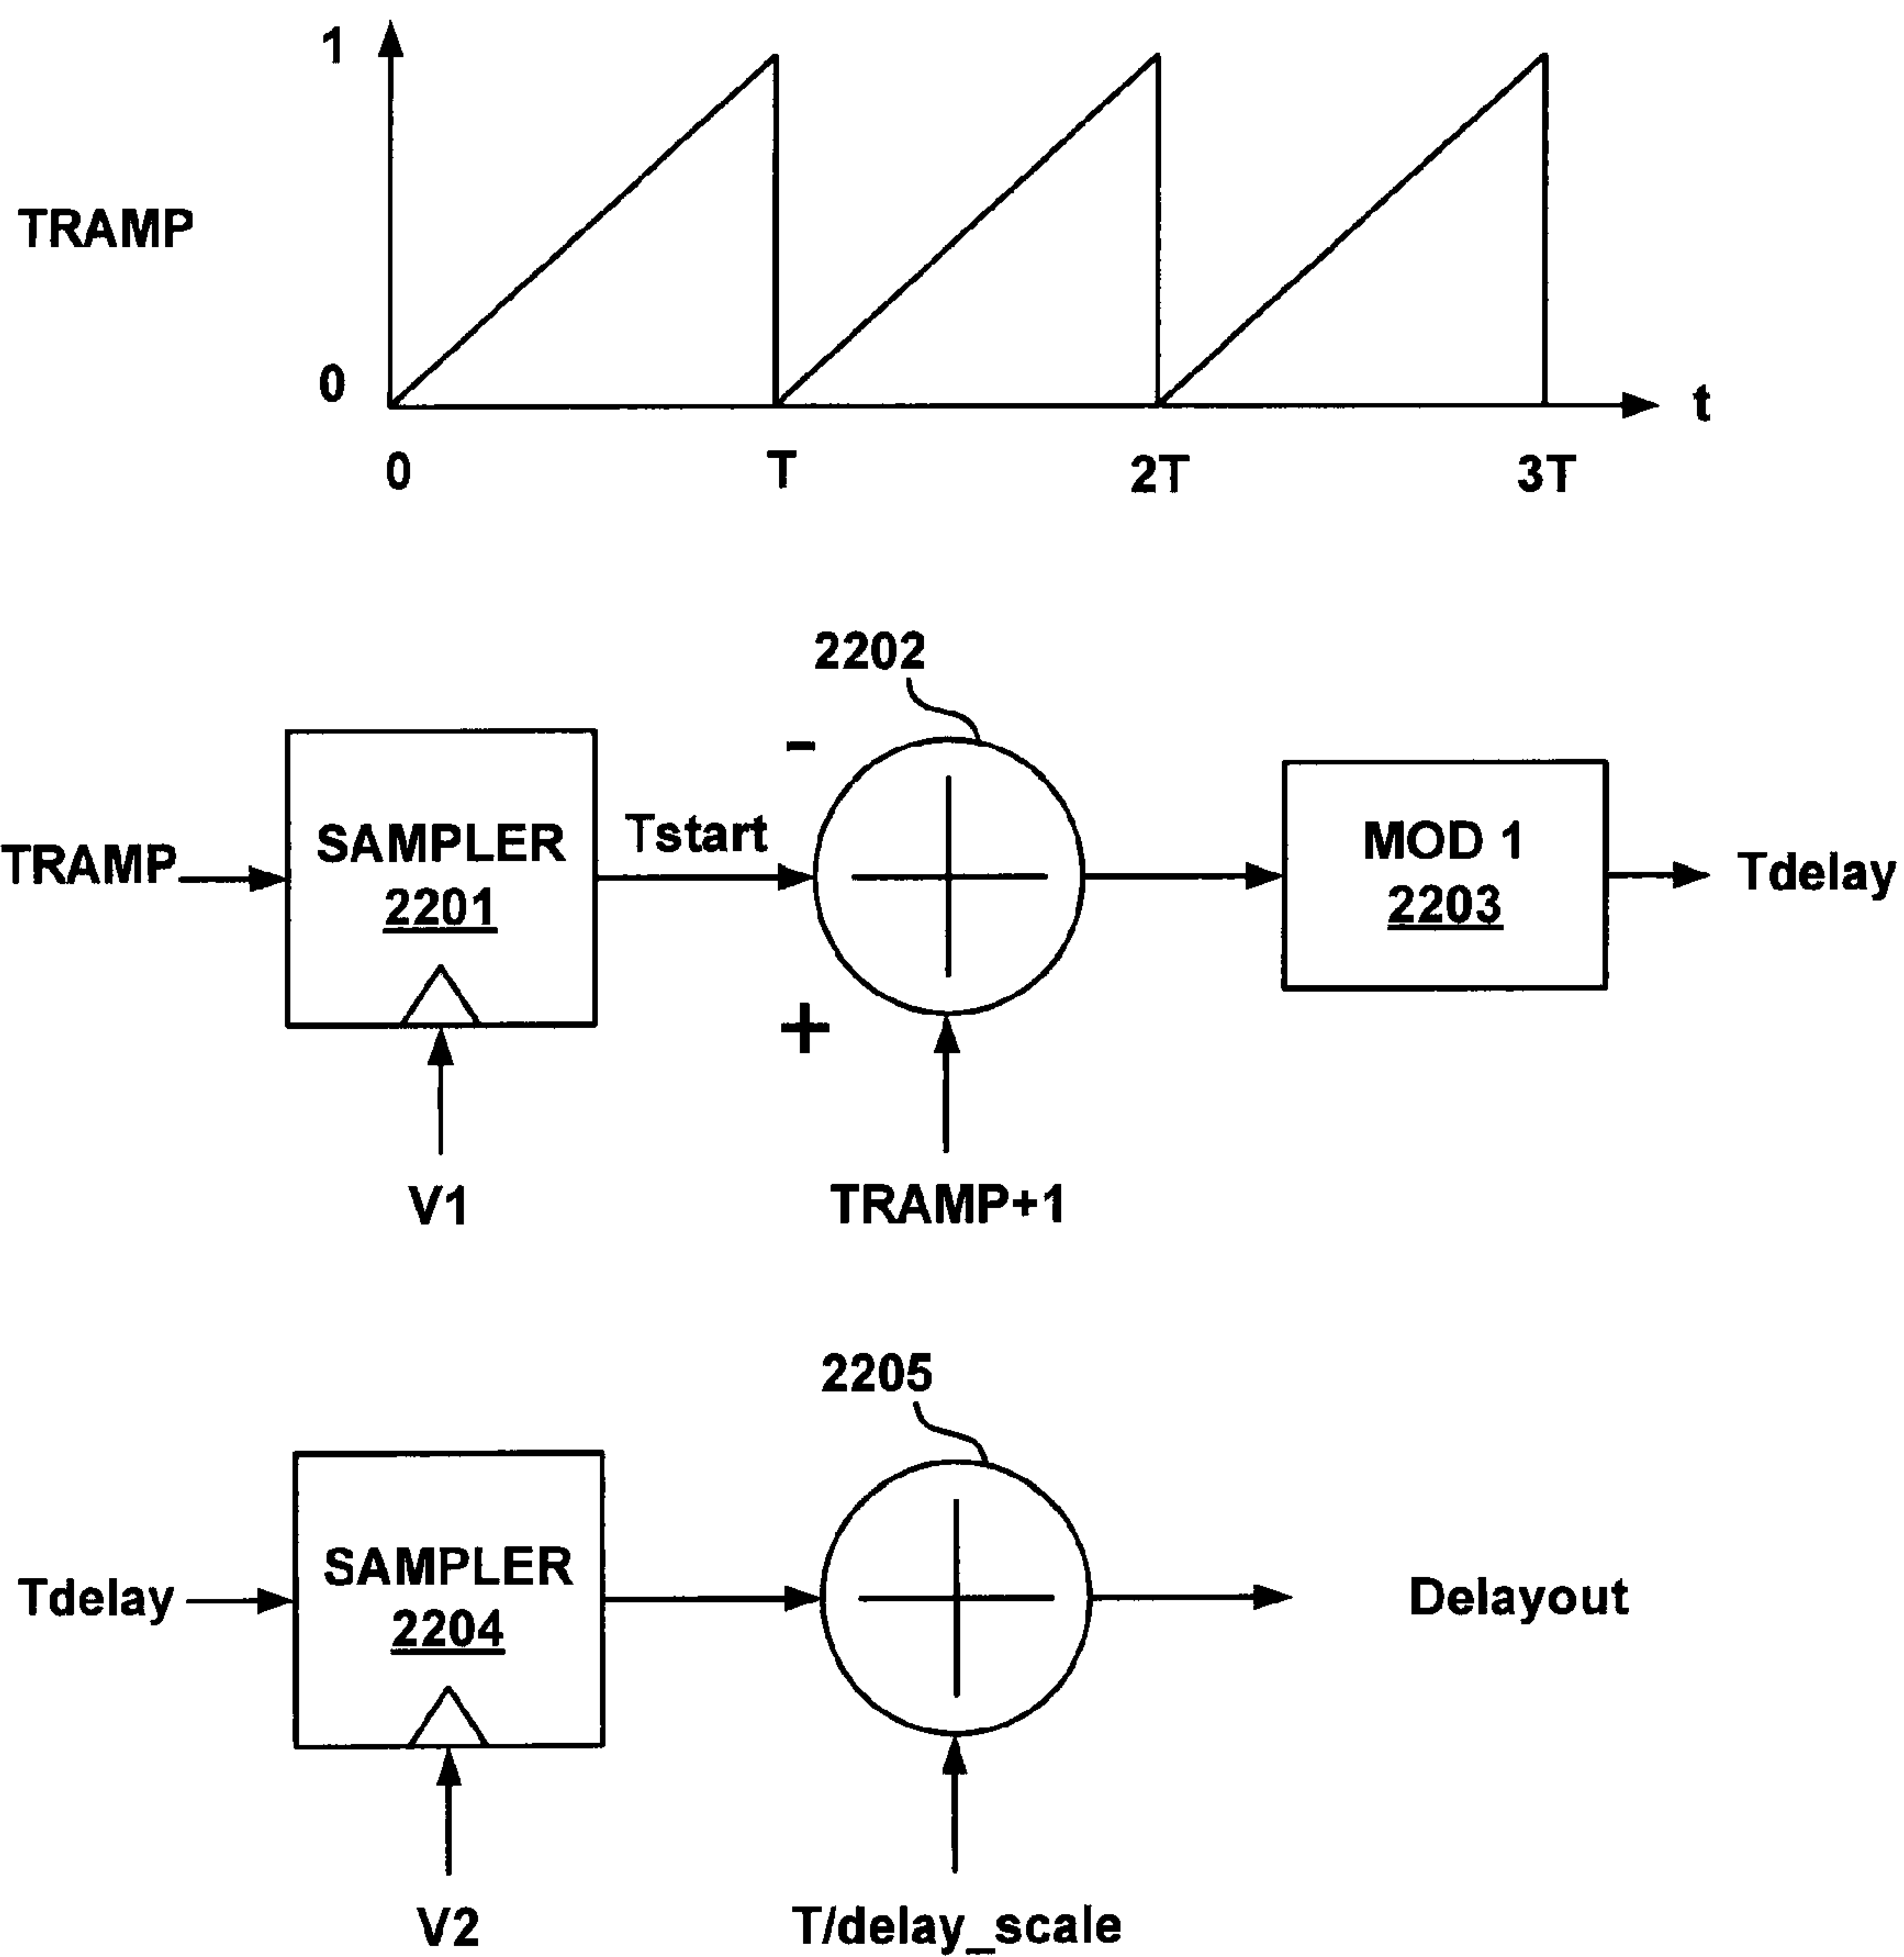 1
TRAMP
0
t
0 T 2T 3T
2202
-
SAMPLER
2201
Tstart
MOD 1
2203
TRAMP
Tdelay
+
V1
TRAMP+1
2205
SAMPLER
2204
Tdelay
Delayout
V2
T/delay_scale